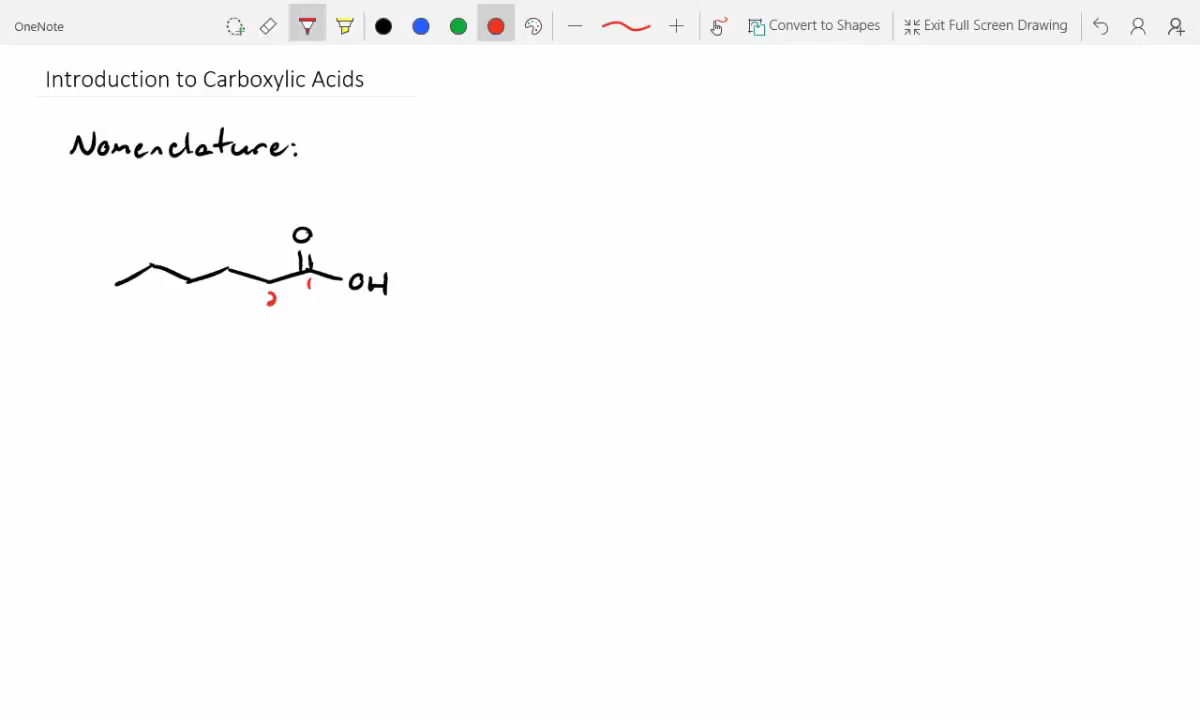 OneNote
Convert to Shapes
Exit Full Screen Drawing
Introduction to Carboxylic Acids
Nomenclature:
O
OH
2 1